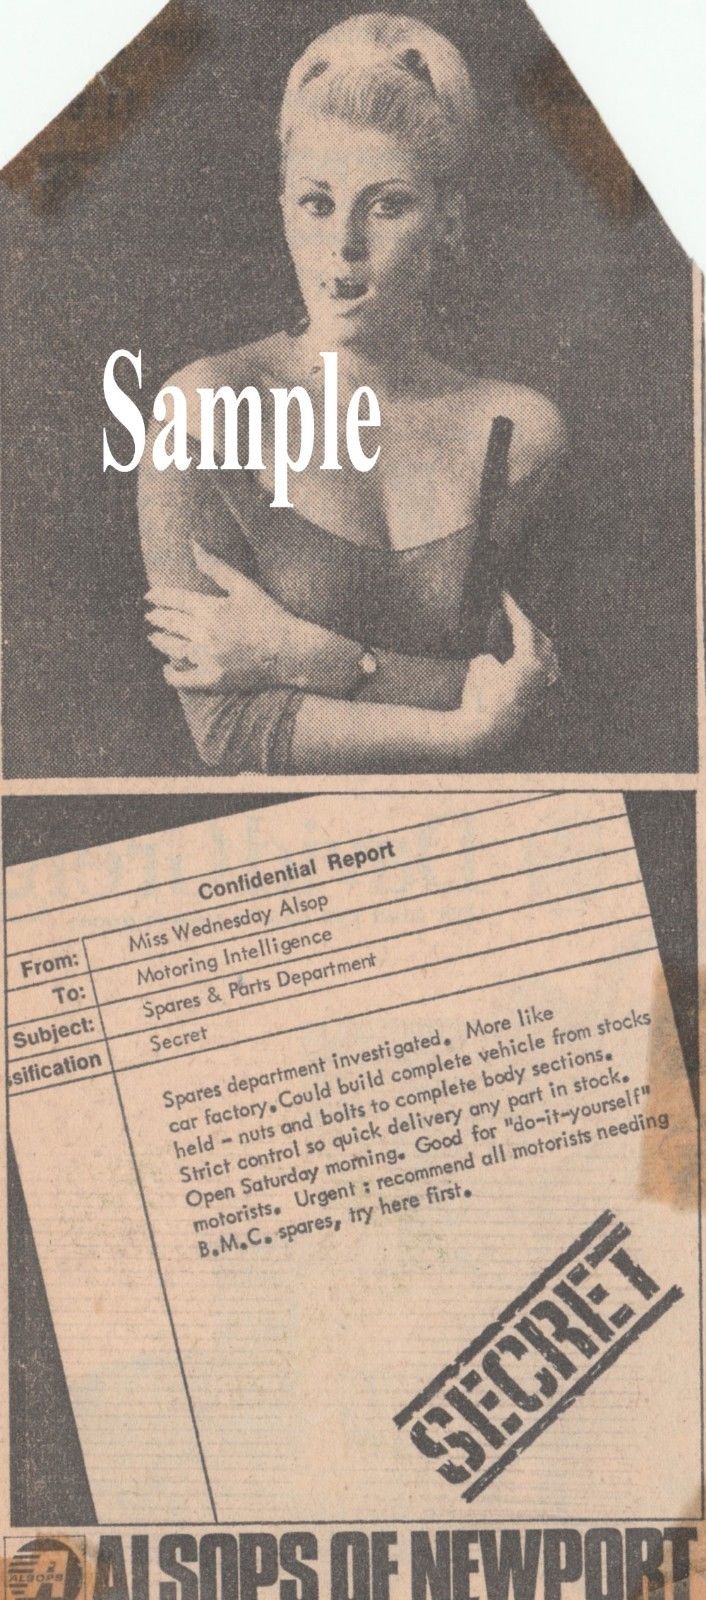 Sample
Confidential Report
From: Miss Wednesday Alsop
To: Motoring Intelligence
Subject: Spares & Parts Department
ssification Secret
Spares department investigated. More like
car factory. Could build complete vehicle from stocks
held - nuts and bolts to complete body sections.
Strict control so quick delivery any part in stock.
Open Saturday morning. Good for "do-it-yourself"
motorists. Urgent : recommend all motorists needing
B.M.C. spares, try here first.
SECRET
ALSOPS
ALSOPS OF NEWPORT